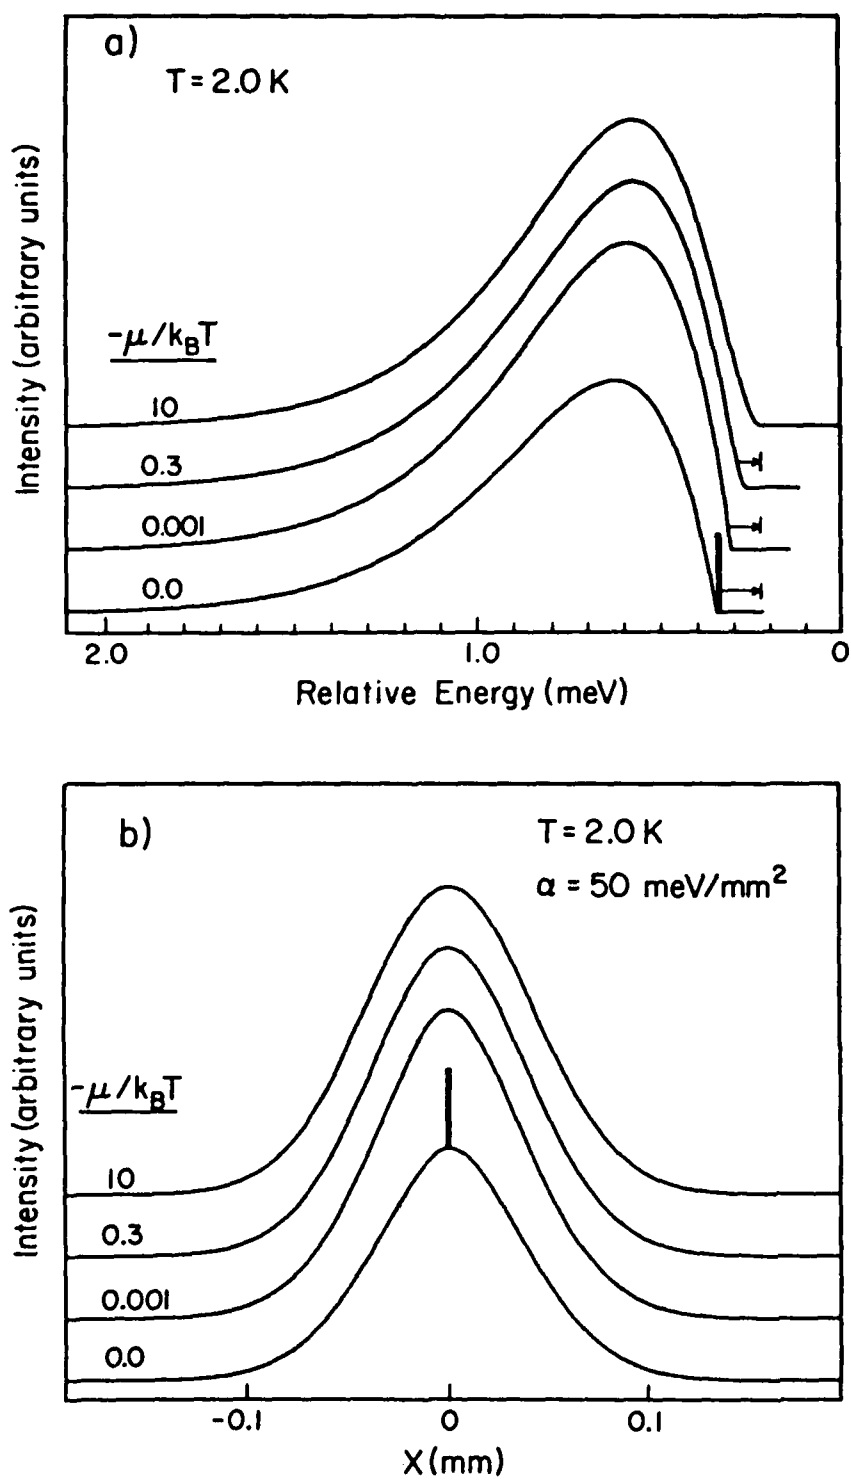 a)
T = 2.0 K
Intensity (arbitrary units)
-μ/k_BT
10
0.3
0.001
0.0
2.0 1.0 0
Relative Energy (meV)
b)
T = 2.0 K
α = 50 meV/mm²
Intensity (arbitrary units)
-μ/k_BT
10
0.3
0.001
0.0
-0.1 0 0.1
X (mm)